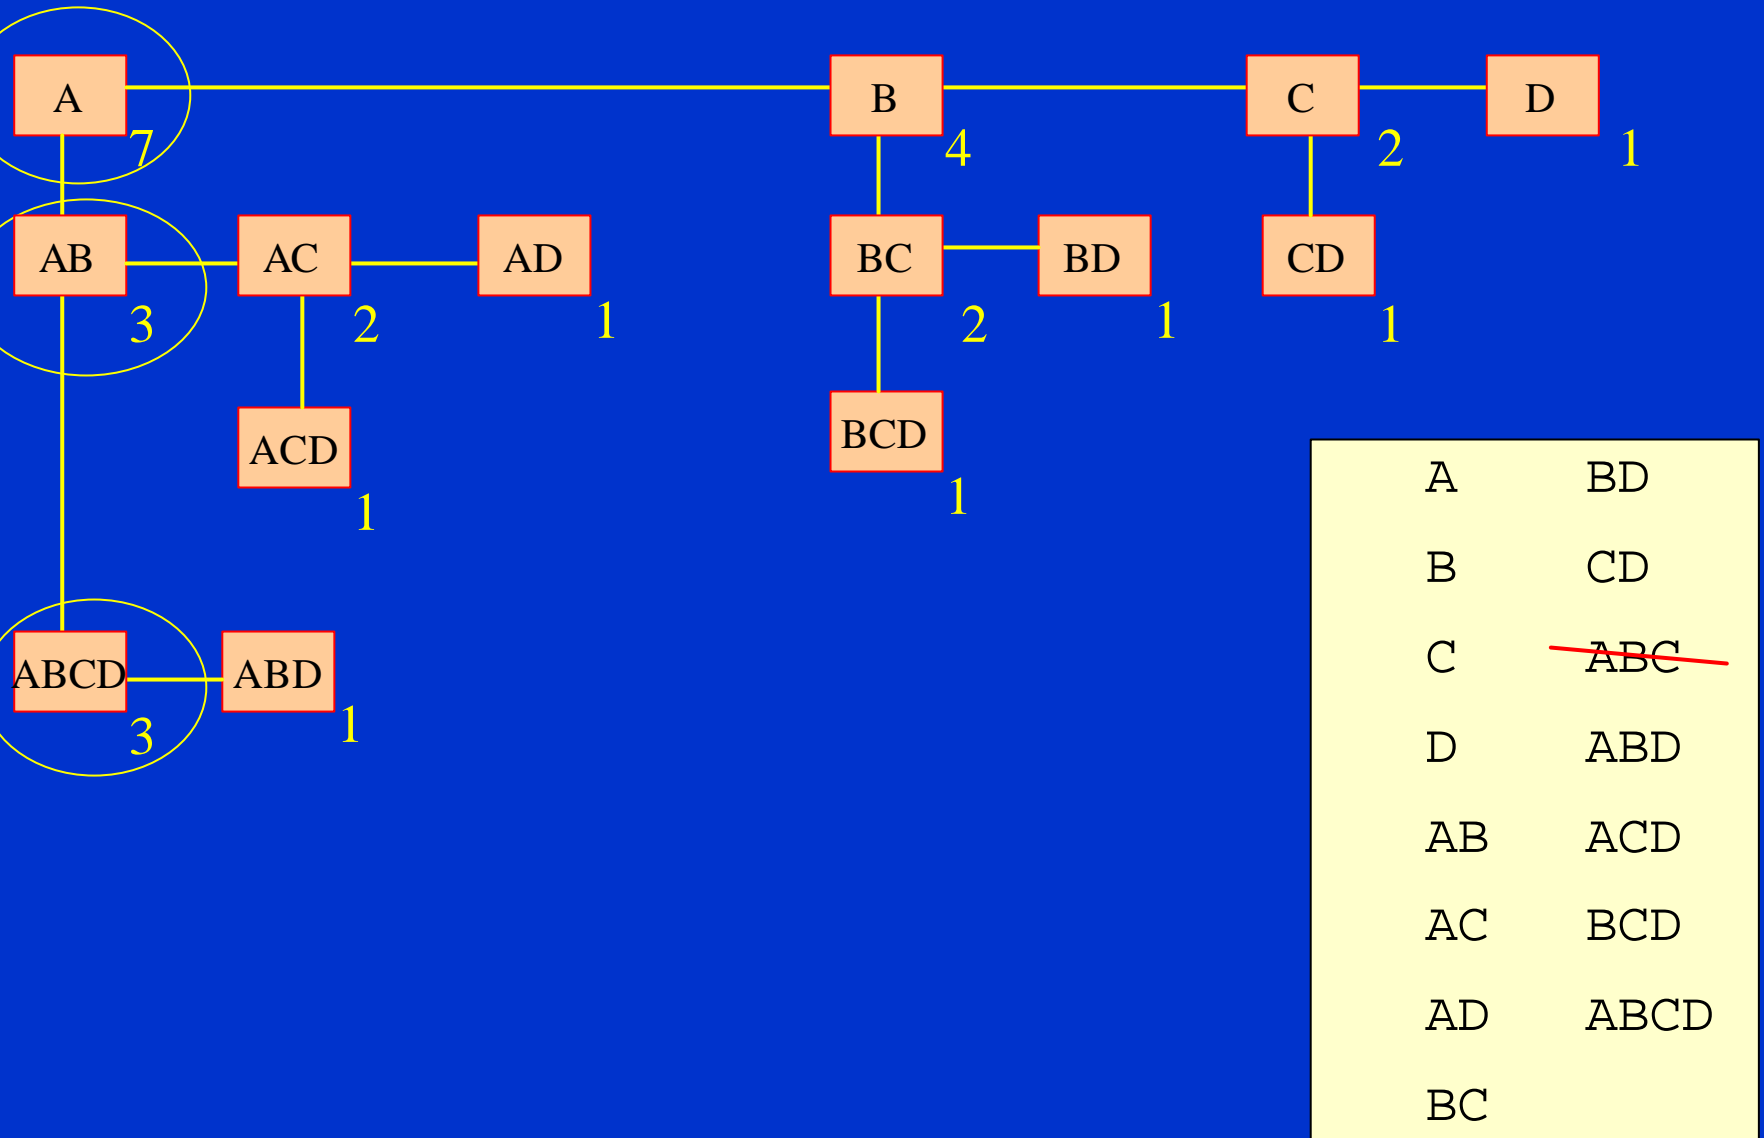 A B C D
7 4 2 1
AB AC AD BC BD CD
3 2 1 2 1 1
ACD BCD
1 1
ABCD ABD
3 1
A BD
B CD
C ABC
D ABD
AB ACD
AC BCD
AD ABCD
BC